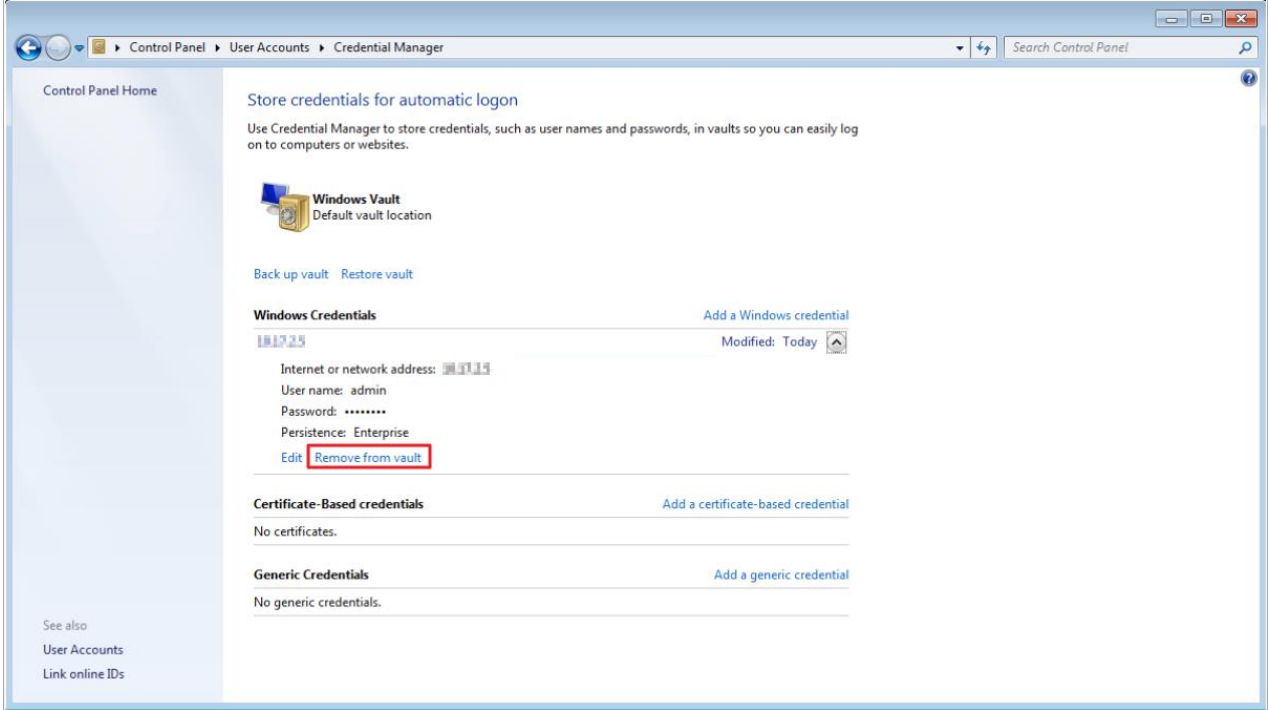 Control Panel User Accounts Credential Manager
Search Control Panel
Control Panel Home
Store credentials for automatic logon
Use Credential Manager to store credentials, such as user names and passwords, in vaults so you can easily log
on to computers or websites.
Windows Vault
Default vault location
Back up vault Restore vault
Windows Credentials Add a Windows credential
Modified: Today
Internet or network address:
User name: admin
Password: ••••••••
Persistence: Enterprise
Edit Remove from vault
Certificate-Based credentials Add a certificate-based credential
No certificates.
Generic Credentials Add a generic credential
No generic credentials.
See also
User Accounts
Link online IDs